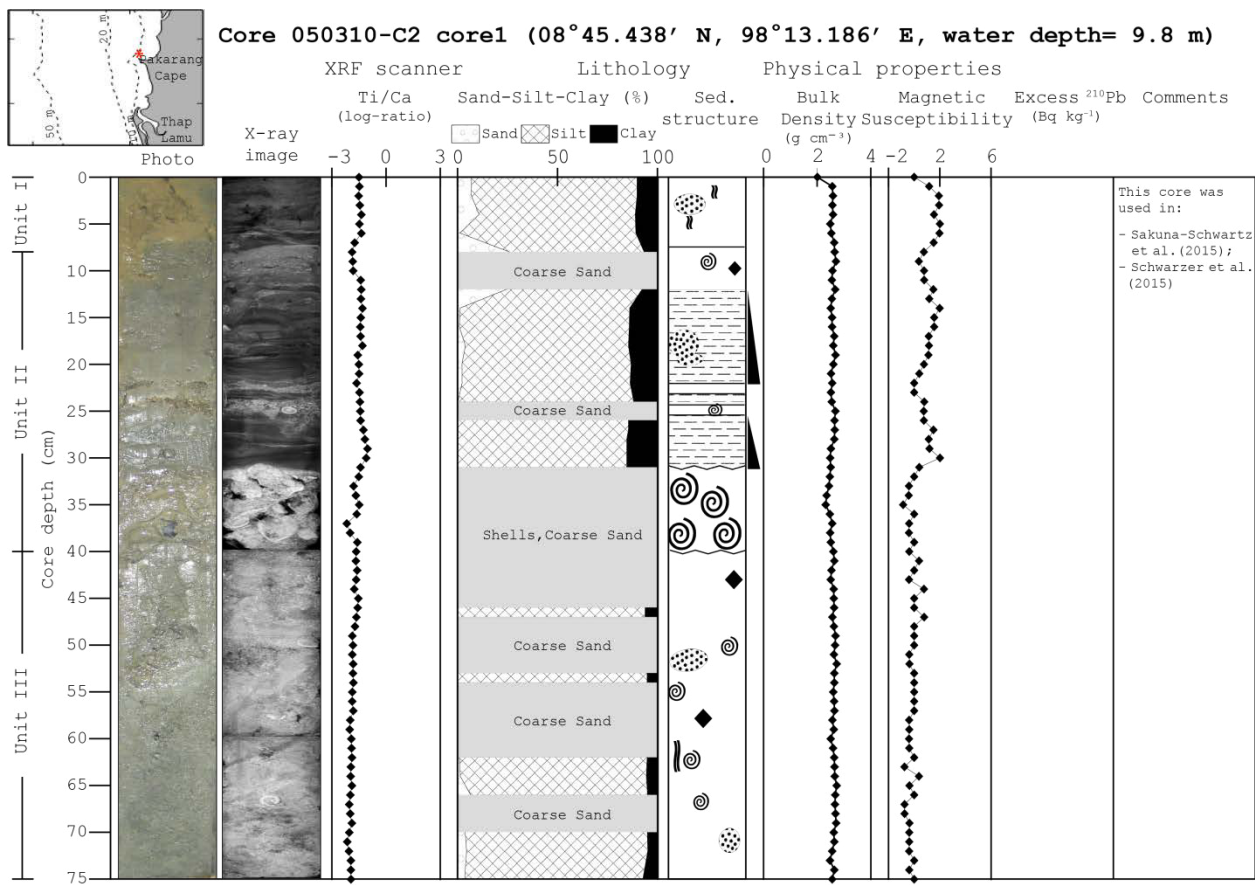 Core 050310-C2 core1 (08°45.438′ N, 98°13.186′ E, water depth= 9.8 m)
20 m
Pakarang
Cape
50 m
Thap
Lamu
XRF scanner
Lithology
Physical properties
Photo
X-ray
image
Ti/Ca
(log-ratio)
Sand-Silt-Clay (%)
Sand
Silt
Clay
Sed.
structure
Bulk
Density
(g cm⁻³)
Magnetic
Susceptibility
Excess ²¹⁰Pb
(Bq kg⁻¹)
Comments
−3 0 3
0 50 100
0 2 4
−2 2 6
Core depth (cm)
0
5
10
15
20
25
30
35
40
45
50
55
60
65
70
75
Unit I
Unit II
Unit III
Coarse Sand
Coarse Sand
Shells,Coarse Sand
Coarse Sand
Coarse Sand
Coarse Sand
This core was
used in:
– Sakuna-Schwartz
et al.(2015);
– Schwarzer et al.
(2015)